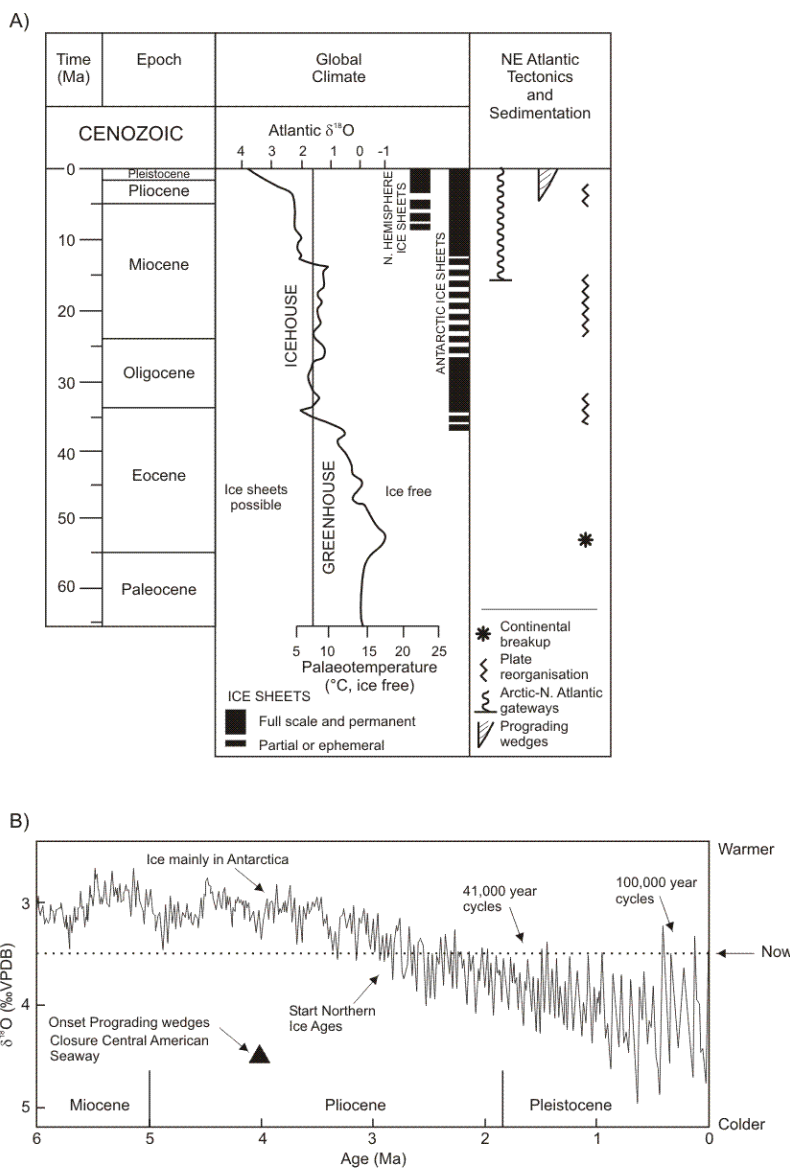 A)
Time
(Ma)
Epoch
Global
Climate
NE Atlantic
Tectonics
and
Sedimentation
CENOZOIC
Atlantic δ¹⁸O
4 3 2 1 0 -1
0
10
20
30
40
50
60
Pleistocene
Pliocene
Miocene
Oligocene
Eocene
Paleocene
ICEHOUSE
GREENHOUSE
Ice sheets
possible
Ice free
N. HEMISPHERE
ICE SHEETS
ANTARCTIC ICE SHEETS
5 10 15 20 25
Palaeotemperature
(°C, ice free)
ICE SHEETS
Full scale and permanent
Partial or ephemeral
Continental
breakup
Plate
reorganisation
Arctic-N. Atlantic
gateways
Prograding
wedges
B)
Warmer
Ice mainly in Antarctica
41,000 year
cycles
100,000 year
cycles
Now
Start Northern
Ice Ages
Onset Prograding wedges
Closure Central American
Seaway
δ¹⁸O (‰VPDB)
3
4
5
Miocene Pliocene Pleistocene
Colder
6 5 4 3 2 1 0
Age (Ma)